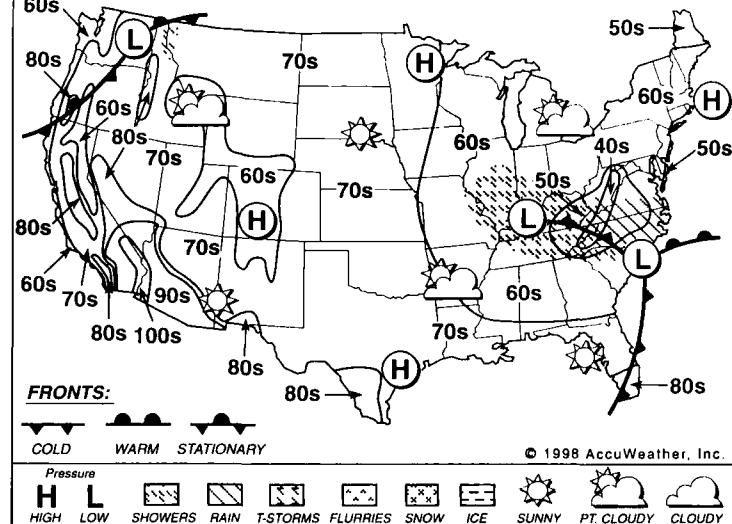 60s
50s
L
80s
70s
H
60s
H
60s
80s
40s
70s
60s
60s
50s
50s
70s
H
L
80s
70s
L
60s
70s
90s
60s
80s
100s
70s
80s
H
80s
80s
FRONTS:
COLD WARM STATIONARY
© 1998 AccuWeather, Inc.
Pressure
H L
HIGH LOW SHOWERS RAIN T-STORMS FLURRIES SNOW ICE SUNNY PT. CLOUDY CLOUDY